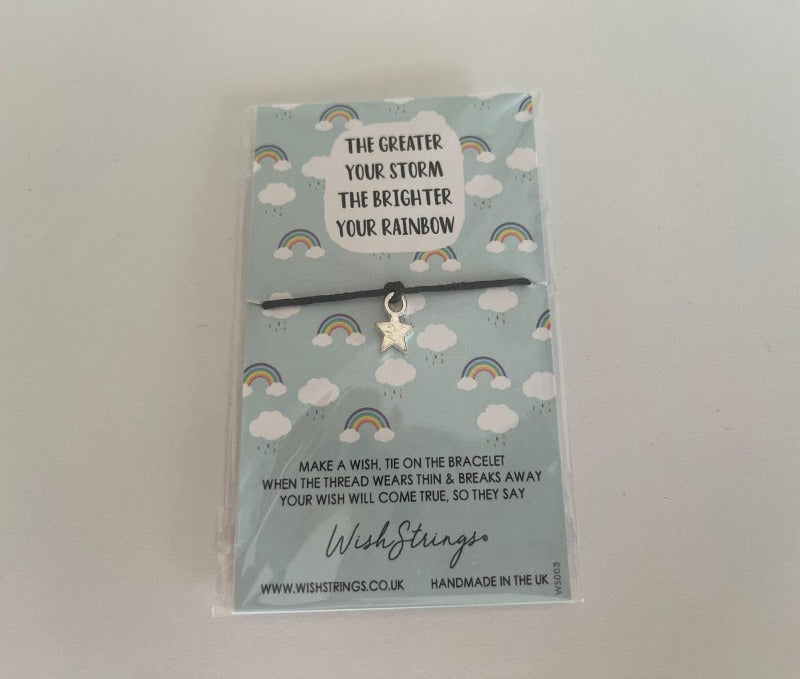 THE GREATER
YOUR STORM
THE BRIGHTER
YOUR RAINBOW
MAKE A WISH, TIE ON THE BRACELET
WHEN THE THREAD WEARS THIN & BREAKS AWAY
YOUR WISH WILL COME TRUE, SO THEY SAY
WishStrings®
WWW.WISHSTRINGS.CO.UK HANDMADE IN THE UK
WS003